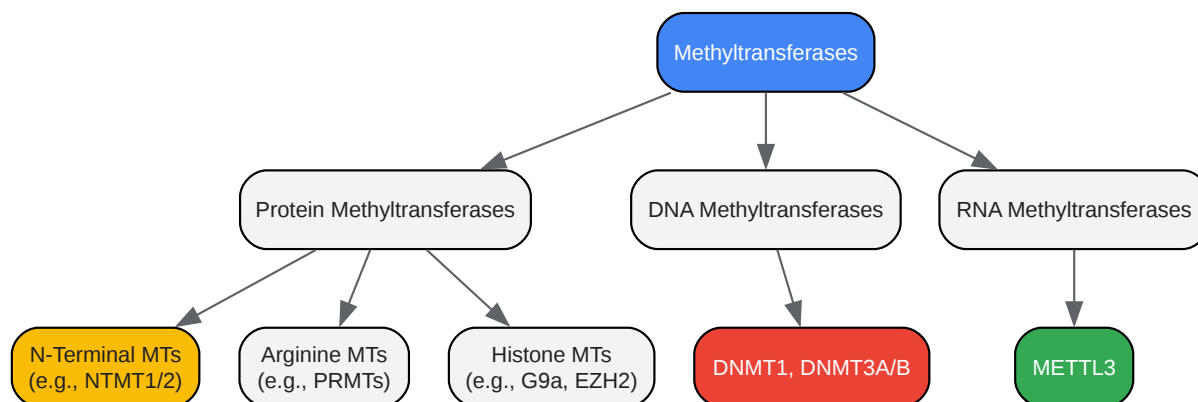 Methyltransferases
Protein Methyltransferases
DNA Methyltransferases
RNA Methyltransferases
N-Terminal MTs
(e.g., NTMT1/2)
Arginine MTs
(e.g., PRMTs)
Histone MTs
(e.g., G9a, EZH2)
DNMT1, DNMT3A/B
METTL3